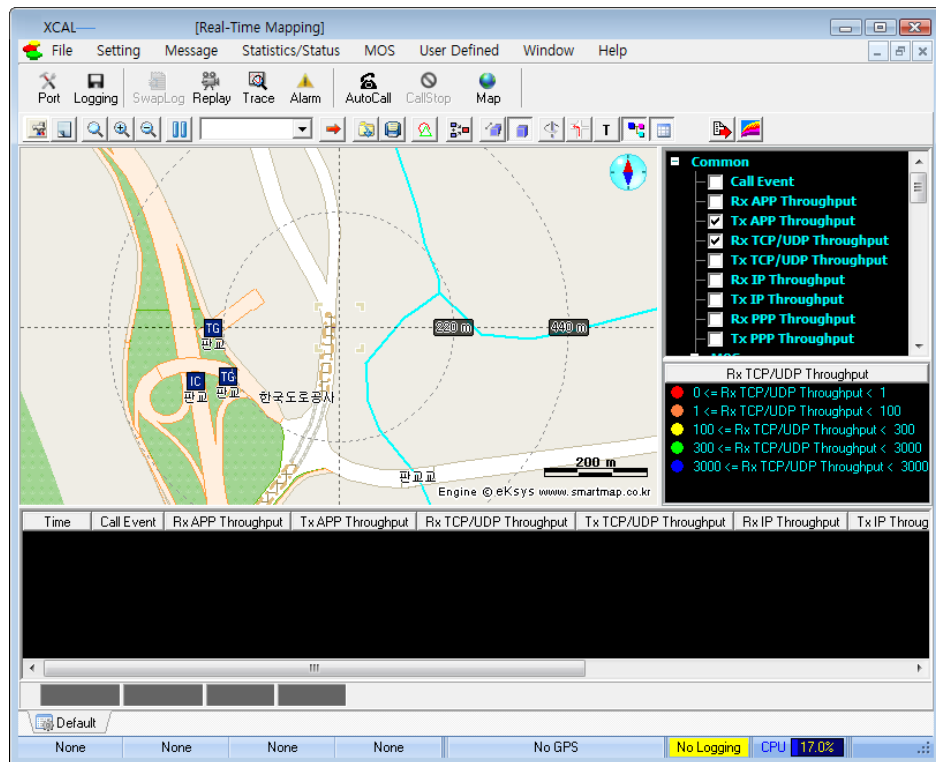 XCAL [Real-Time Mapping]
File Setting Message Statistics/Status MOS User Defined Window Help
Port Logging SwapLog Replay Trace Alarm AutoCall CallStop Map
T
Common
Call Event
Rx APP Throughput
Tx APP Throughput
Rx TCP/UDP Throughput
Tx TCP/UDP Throughput
Rx IP Throughput
Tx IP Throughput
Rx PPP Throughput
Tx PPP Throughput
MOS
TG
판교
220 m
440 m
IC
판교
TG
판교
한국도로공사
판교교
200 m
Engine © eKsys www.smartmap.co.kr
Rx TCP/UDP Throughput
0 <= Rx TCP/UDP Throughput < 1
1 <= Rx TCP/UDP Throughput < 100
100 <= Rx TCP/UDP Throughput < 300
300 <= Rx TCP/UDP Throughput < 3000
3000 <= Rx TCP/UDP Throughput < 3000
Time Call Event Rx APP Throughput Tx APP Throughput Rx TCP/UDP Throughput Tx TCP/UDP Throughput Rx IP Throughput Tx IP Throug
Default
None None None None No GPS No Logging CPU 17.0%